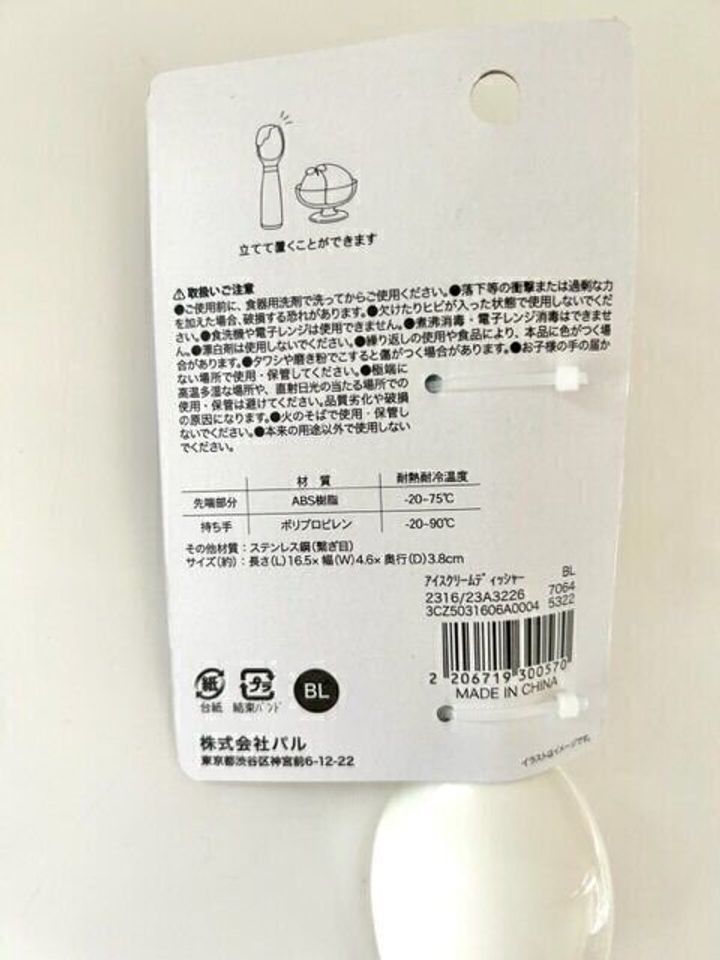 立てて置くことができます
⚠取扱いご注意
●ご使用前に、食器用洗剤で洗ってからご使用ください。●落下等の衝撃または過剰な力
を加えた場合、破損する恐れがあります。●欠けたりヒビが入った状態で使用しないでくだ
さい。●食洗機や電子レンジは使用できません。●煮沸消毒・電子レンジ消毒はできませ
ん。●漂白剤は使用しないでください。●繰り返しの使用や食品により、本品に色がつく場
合があります。●タワシや磨き粉でこすると傷がつく場合があります。●お子様の手の届か
ない場所で使用・保管してください。●極端に
高温多湿な場所や、直射日光の当たる場所での
使用・保管は避けてください。品質劣化や破損
の原因になります。●火のそばで使用・保管し
ないでください。●本来の用途以外で使用しない
でください。
材 質 耐熱耐冷温度
先端部分 ABS樹脂 -20~75℃
持ち手 ポリプロピレン -20~90℃
その他材質：ステンレス鋼(繋ぎ目)
サイズ(約)：長さ(L)16.5×幅(W)4.6×奥行(D)3.8cm
アイスクリームディッシャー BL
2316/23A3226 7064
3CZ5031606A0004 5322
2 206719 300570
MADE IN CHINA
紙 プラ BL
台紙 結束バンド
株式会社パル
東京都渋谷区神宮前6-12-22
イラストはイメージです。